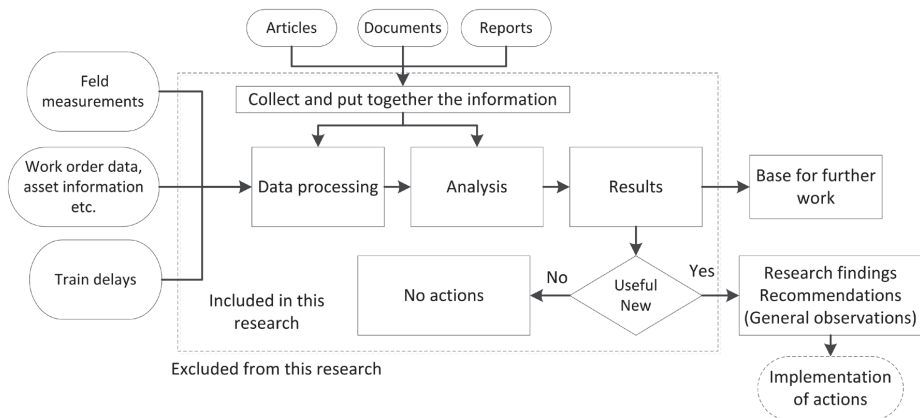 Articles
Documents
Reports
Feld
measurements
Collect and put together the information
Work order data,
asset information
etc.
Data processing
Analysis
Results
Base for further
work
Train delays
No actions
No
Useful
New
Yes
Research findings
Recommendations
(General observations)
Included in this
research
Excluded from this research
Implementation
of actions